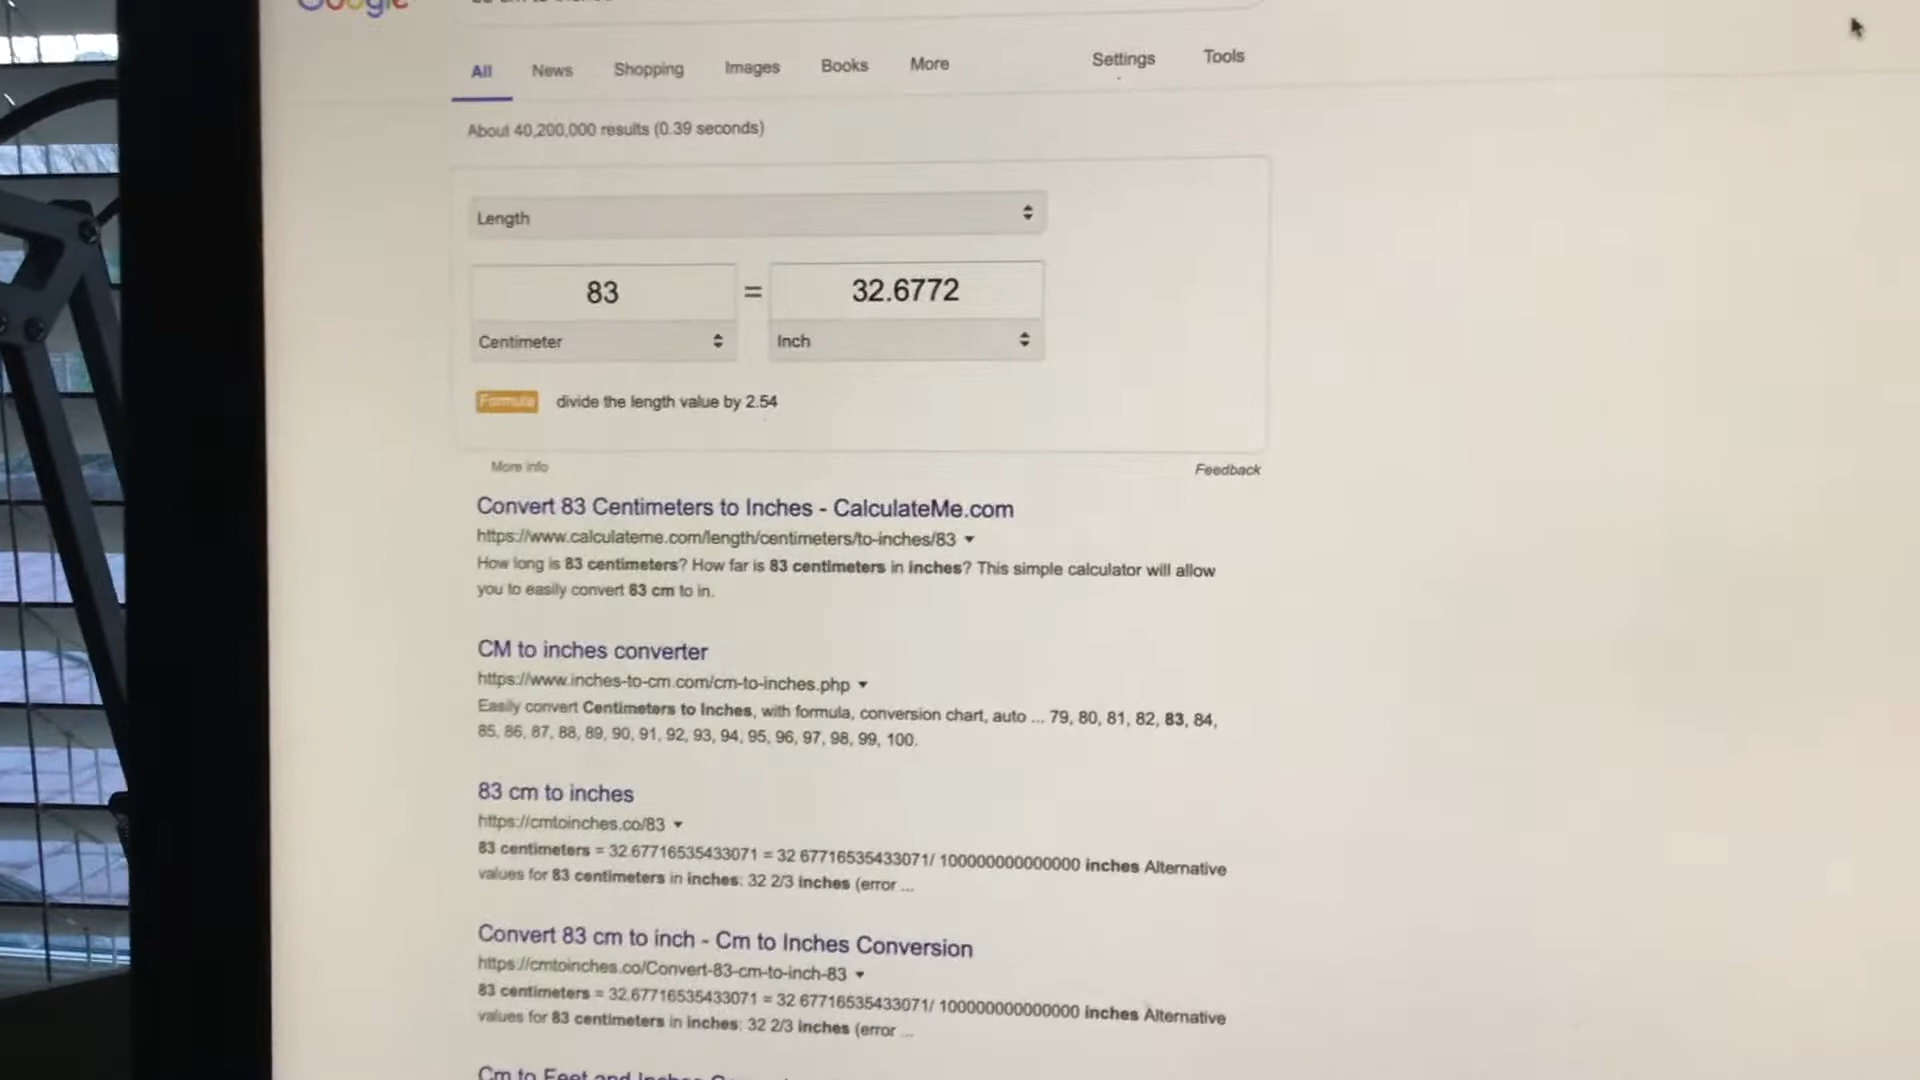 Google
All News Shopping Images Books More Settings Tools
About 40,200,000 results (0.39 seconds)
Length
83 = 32.6772
Centimeter Inch
Formula divide the length value by 2.54
More info Feedback
Convert 83 Centimeters to Inches - CalculateMe.com
https://www.calculateme.com/length/centimeters/to-inches/83
How long is 83 centimeters? How far is 83 centimeters in inches? This simple calculator will allow
you to easily convert 83 cm to in.
CM to inches converter
https://www.inches-to-cm.com/cm-to-inches.php
Easily convert Centimeters to Inches, with formula, conversion chart, auto ... 79, 80, 81, 82, 83, 84,
85, 86, 87, 88, 89, 90, 91, 92, 93, 94, 95, 96, 97, 98, 99, 100.
83 cm to inches
https://cmtoinches.co/83
83 centimeters = 32.67716535433071 = 32 67716535433071/ 100000000000000 inches Alternative
values for 83 centimeters in inches: 32 2/3 inches (error ...
Convert 83 cm to inch - Cm to Inches Conversion
https://cmtoinches.co/Convert-83-cm-to-inch-83
83 centimeters = 32.67716535433071 = 32 67716535433071/ 100000000000000 inches Alternative
values for 83 centimeters in inches: 32 2/3 inches (error ...
Cm to Feet and Inches